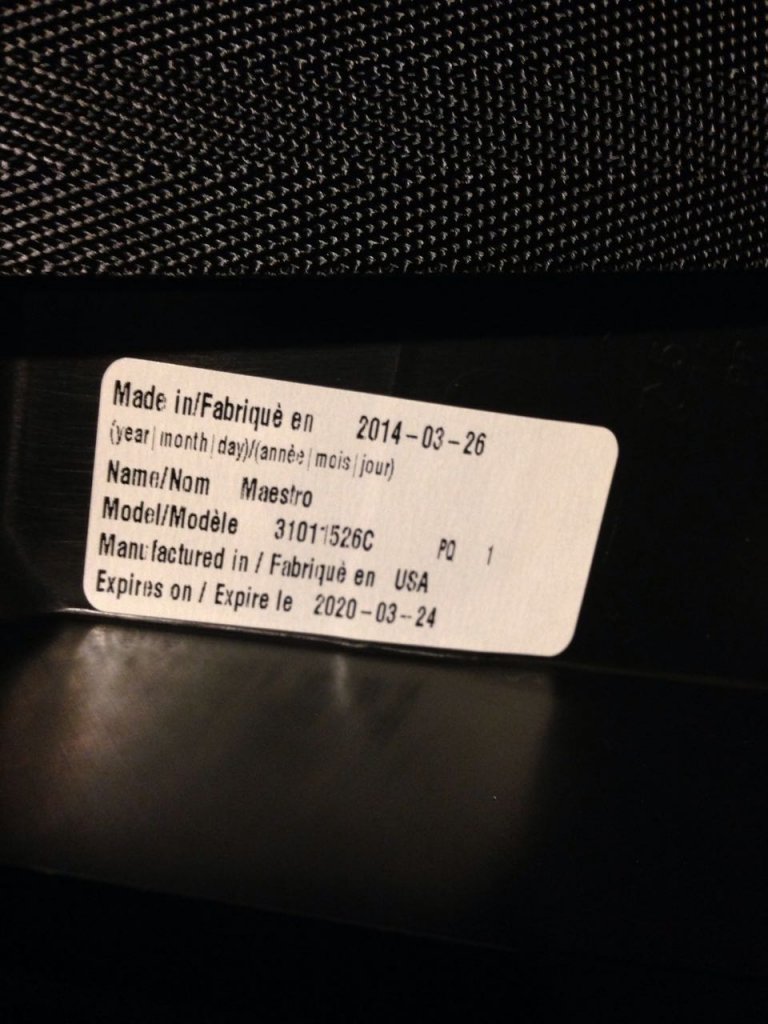 Made in/Fabriquè en 2014-03-26
(year|month|day)/(annèe|mois|jour)
Name/Nom Maestro
Model/Modèle 31011526C PQ 1
Manufactured in / Fabriquè en USA
Expires on / Expire le 2020-03-24